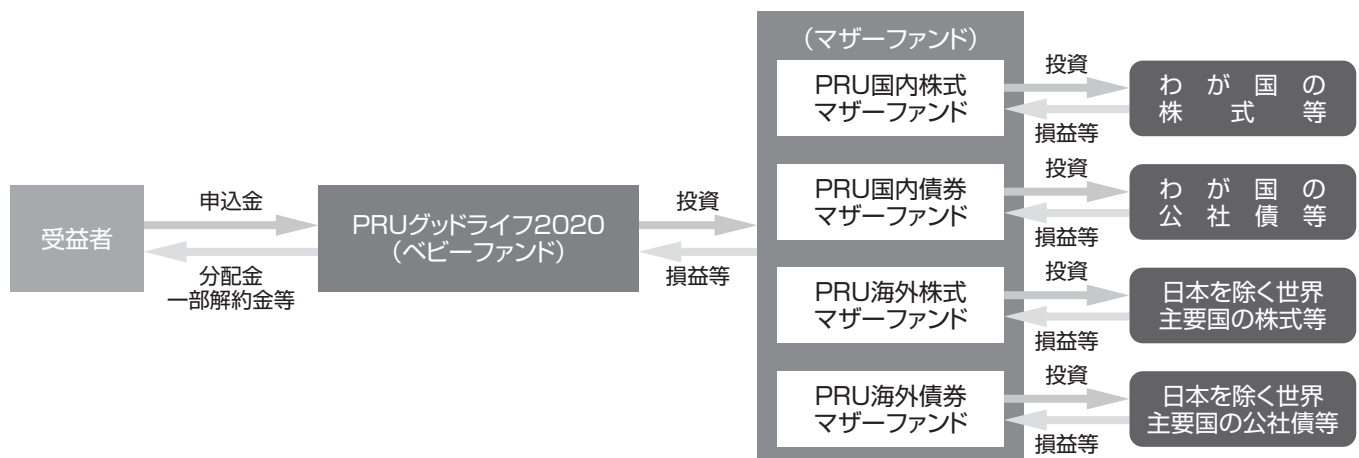 受益者
申込金
分配金
一部解約金等
PRUグッドライフ2020
(ベビーファンド)
投資
損益等
(マザーファンド)
PRU国内株式
マザーファンド
投資
損益等
わが国の
株式等
PRU国内債券
マザーファンド
投資
損益等
わが国の
公社債等
PRU海外株式
マザーファンド
投資
損益等
日本を除く世界
主要国の株式等
PRU海外債券
マザーファンド
投資
損益等
日本を除く世界
主要国の公社債等